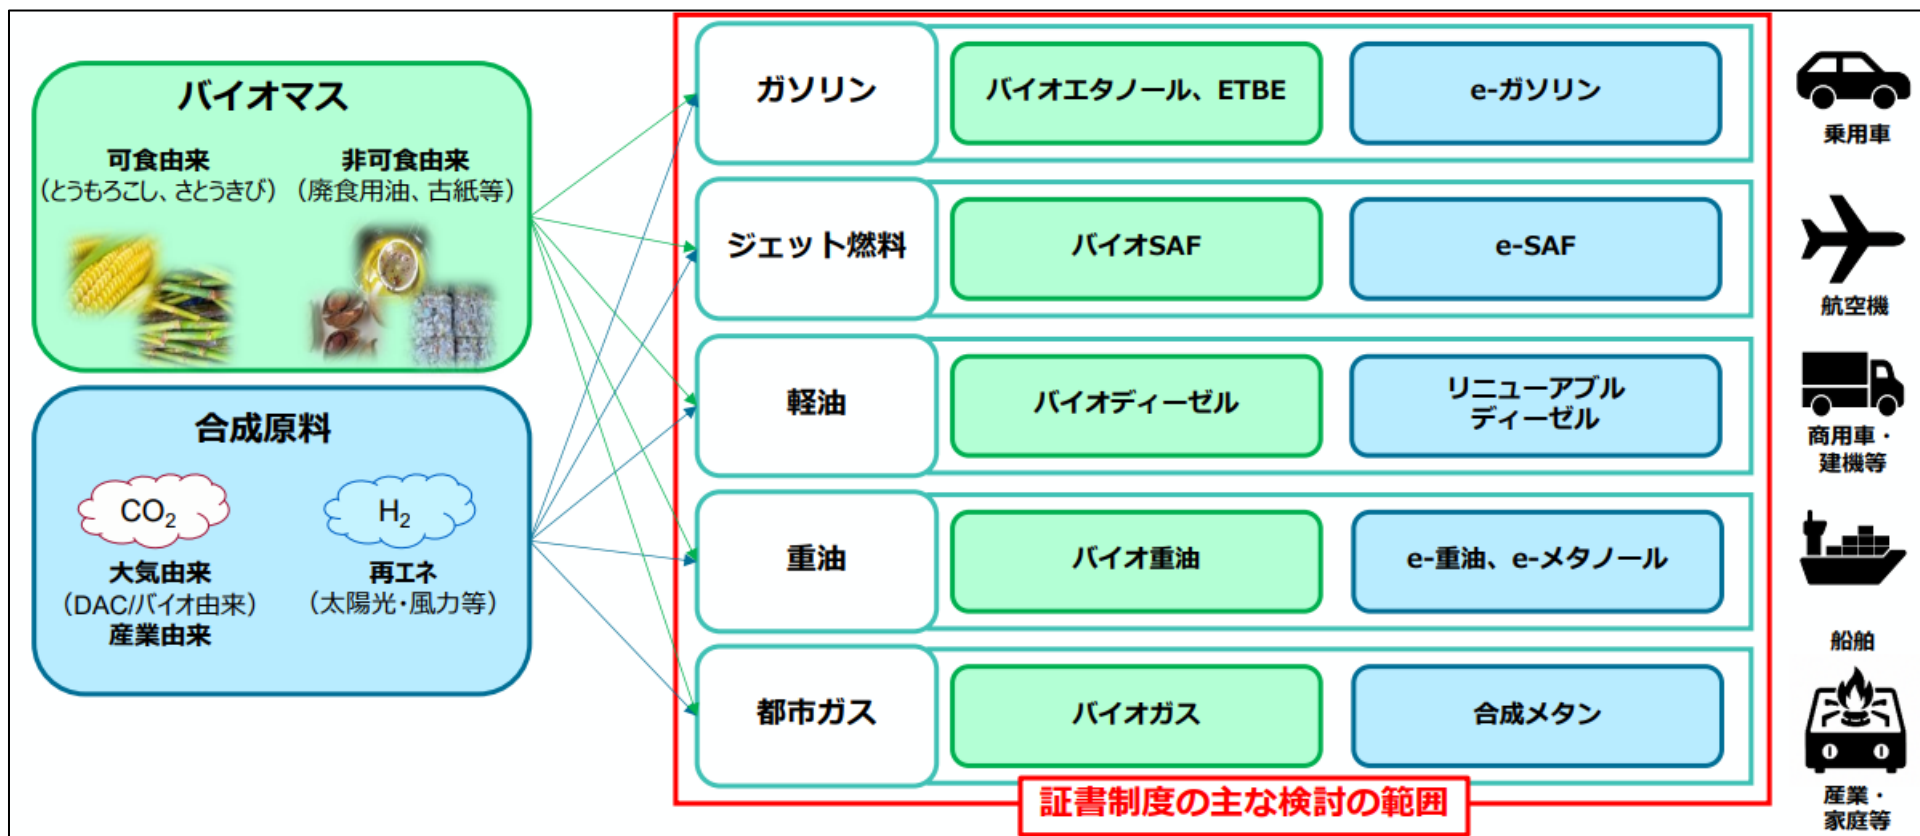 バイオマス
可食由来
(とうもろこし、さとうきび)
非可食由来
(廃食用油、古紙等)
合成原料
CO₂
大気由来
(DAC/バイオ由来)
産業由来
H₂
再エネ
(太陽光・風力等)
ガソリン
バイオエタノール、ETBE
e-ガソリン
乗用車
ジェット燃料
バイオSAF
e-SAF
航空機
軽油
バイオディーゼル
リニューアブル
ディーゼル
商用車・
建機等
重油
バイオ重油
e-重油、e-メタノール
船舶
都市ガス
バイオガス
合成メタン
産業・
家庭等
証書制度の主な検討の範囲